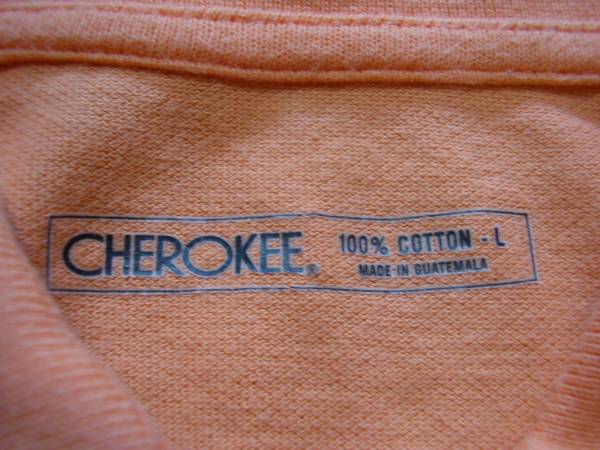 CHEROKEE®
100% COTTON - L
MADE IN GUATEMALA